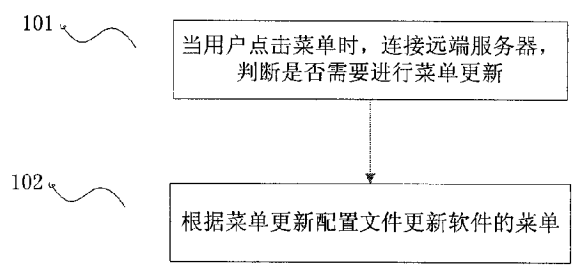 101
当用户点击菜单时，连接远端服务器，
判断是否需要进行菜单更新
102
根据菜单更新配置文件更新软件的菜单